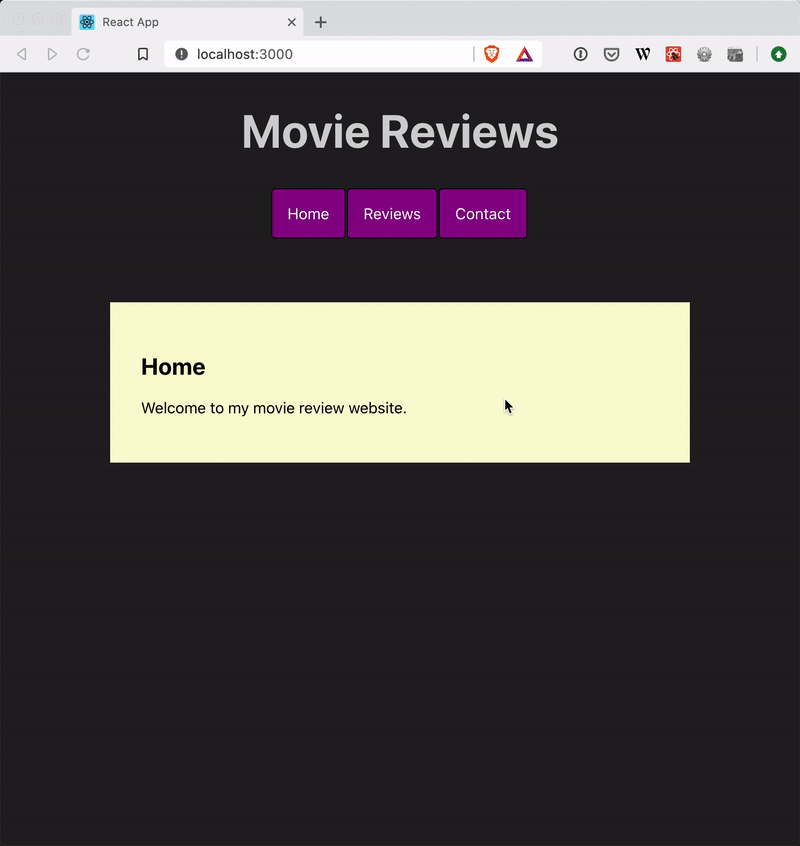 React App
localhost:3000
W
Movie Reviews
Home Reviews Contact
Home
Welcome to my movie review website.